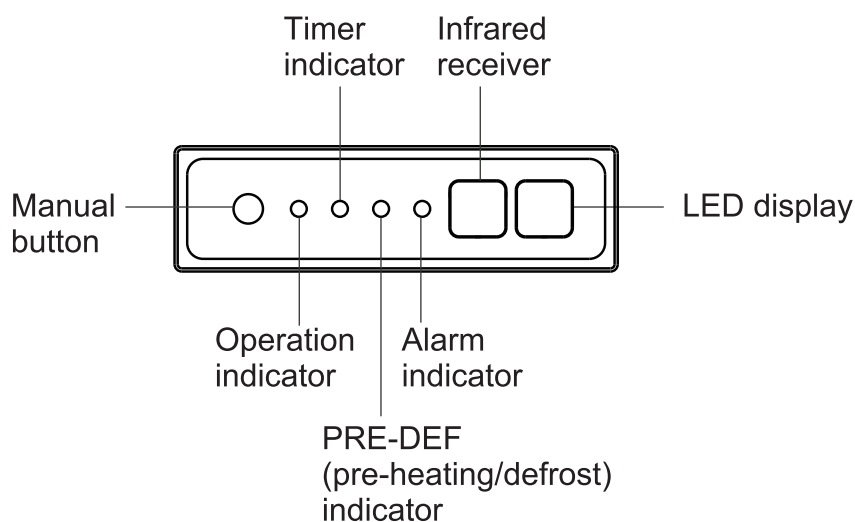 Timer
indicator
Infrared
receiver
Manual
button
LED display
Operation
indicator
Alarm
indicator
PRE-DEF
(pre-heating/defrost)
indicator